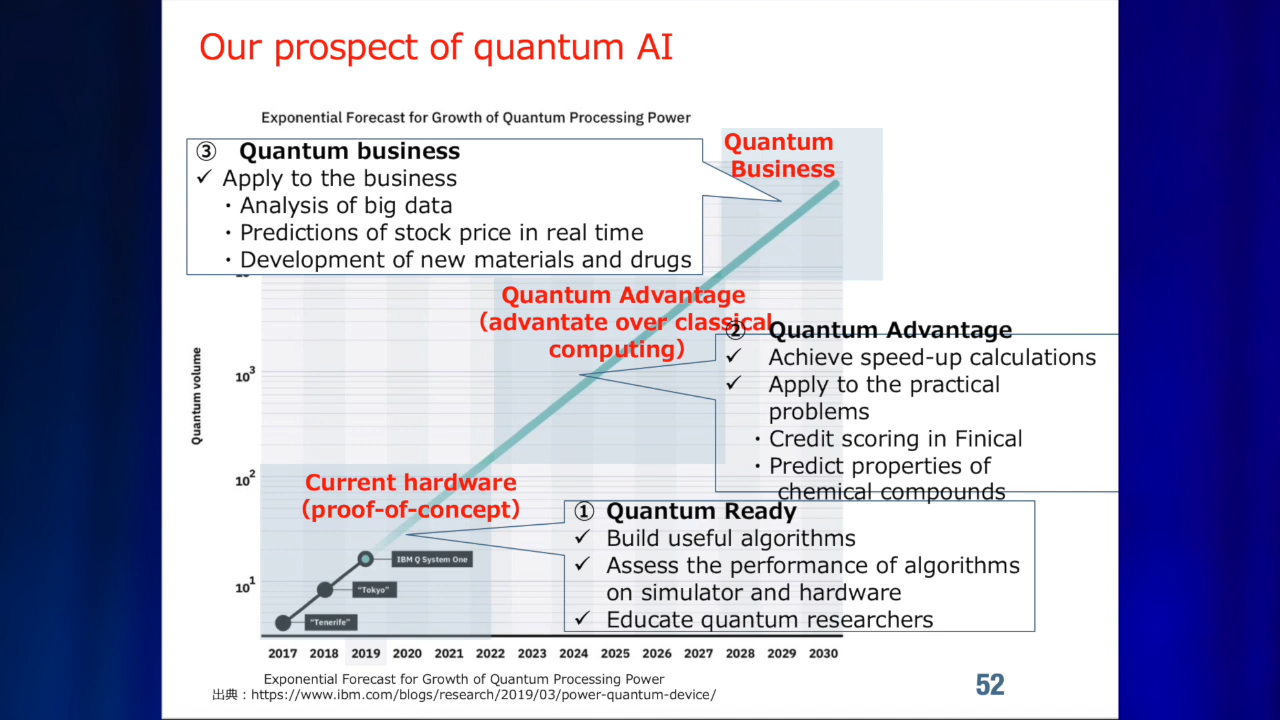 Our prospect of quantum AI
Exponential Forecast for Growth of Quantum Processing Power
③ Quantum business
✓ Apply to the business
・Analysis of big data
・Predictions of stock price in real time
・Development of new materials and drugs
Quantum
Business
Quantum Advantage
(advantate over classical
computing)
② Quantum Advantage
✓ Achieve speed-up calculations
✓ Apply to the practical
problems
・Credit scoring in Finical
・Predict properties of
chemical compounds
Current hardware
(proof-of-concept)
① Quantum Ready
✓ Build useful algorithms
✓ Assess the performance of algorithms
on simulator and hardware
✓ Educate quantum researchers
Quantum volume
10³
10²
10¹
IBM Q System One
"Tokyo"
"Tenerife"
2017 2018 2019 2020 2021 2022 2023 2024 2025 2026 2027 2028 2029 2030
Exponential Forecast for Growth of Quantum Processing Power
出典：https://www.ibm.com/blogs/research/2019/03/power-quantum-device/
52